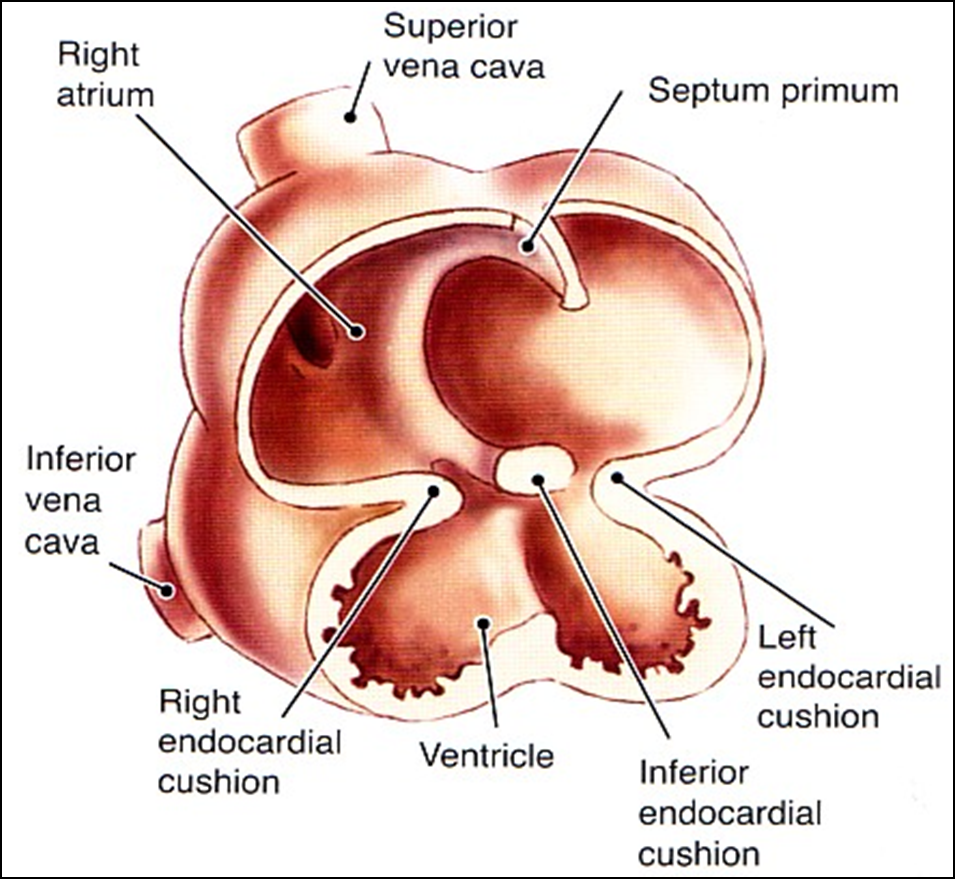 Superior
vena cava
Right
atrium
Septum primum
Inferior
vena
cava
Left
endocardial
cushion
Right
endocardial
cushion
Ventricle
Inferior
endocardial
cushion